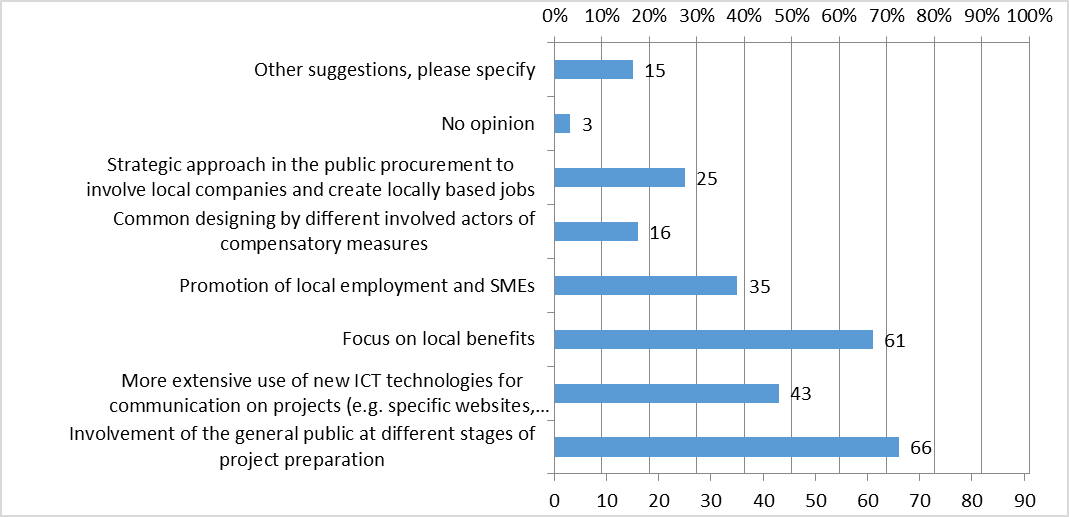 0% 10% 20% 30% 40% 50% 60% 70% 80% 90% 100%
Other suggestions, please specify 15
No opinion 3
Strategic approach in the public procurement to
involve local companies and create locally based jobs 25
Common designing by different involved actors of
compensatory measures 16
Promotion of local employment and SMEs 35
Focus on local benefits 61
More extensive use of new ICT technologies for
communication on projects (e.g. specific websites,... 43
Involvement of the general public at different stages of
project preparation 66
0 10 20 30 40 50 60 70 80 90